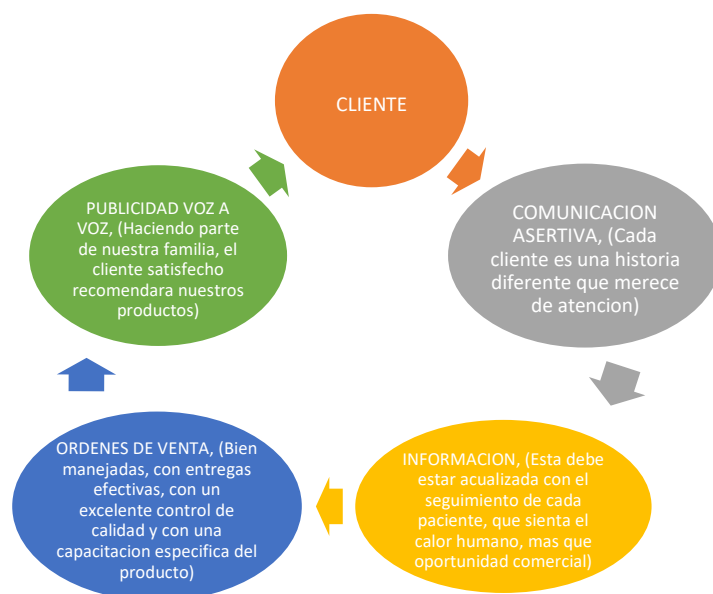 CLIENTE
COMUNICACION
ASERTIVA, (Cada
cliente es una historia
diferente que merece
de atencion)
INFORMACION, (Esta debe
estar acualizada con el
seguimiento de cada
paciente, que sienta el
calor humano, mas que
oportunidad comercial)
ORDENES DE VENTA, (Bien
manejadas, con entregas
efectivas, con un
excelente control de
calidad y con una
capacitacion especifica del
producto)
PUBLICIDAD VOZ A
VOZ, (Haciendo parte
de nuestra familia, el
cliente satisfecho
recomendara nuestros
productos)